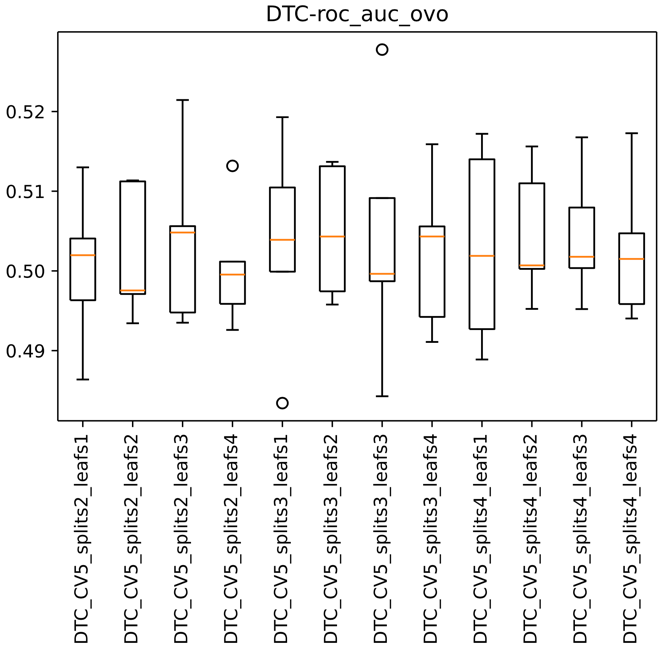 DTC-roc_auc_ovo
0.52
0.51
0.50
0.49
DTC_CV5_splits2_leafs1
DTC_CV5_splits2_leafs2
DTC_CV5_splits2_leafs3
DTC_CV5_splits2_leafs4
DTC_CV5_splits3_leafs1
DTC_CV5_splits3_leafs2
DTC_CV5_splits3_leafs3
DTC_CV5_splits3_leafs4
DTC_CV5_splits4_leafs1
DTC_CV5_splits4_leafs2
DTC_CV5_splits4_leafs3
DTC_CV5_splits4_leafs4